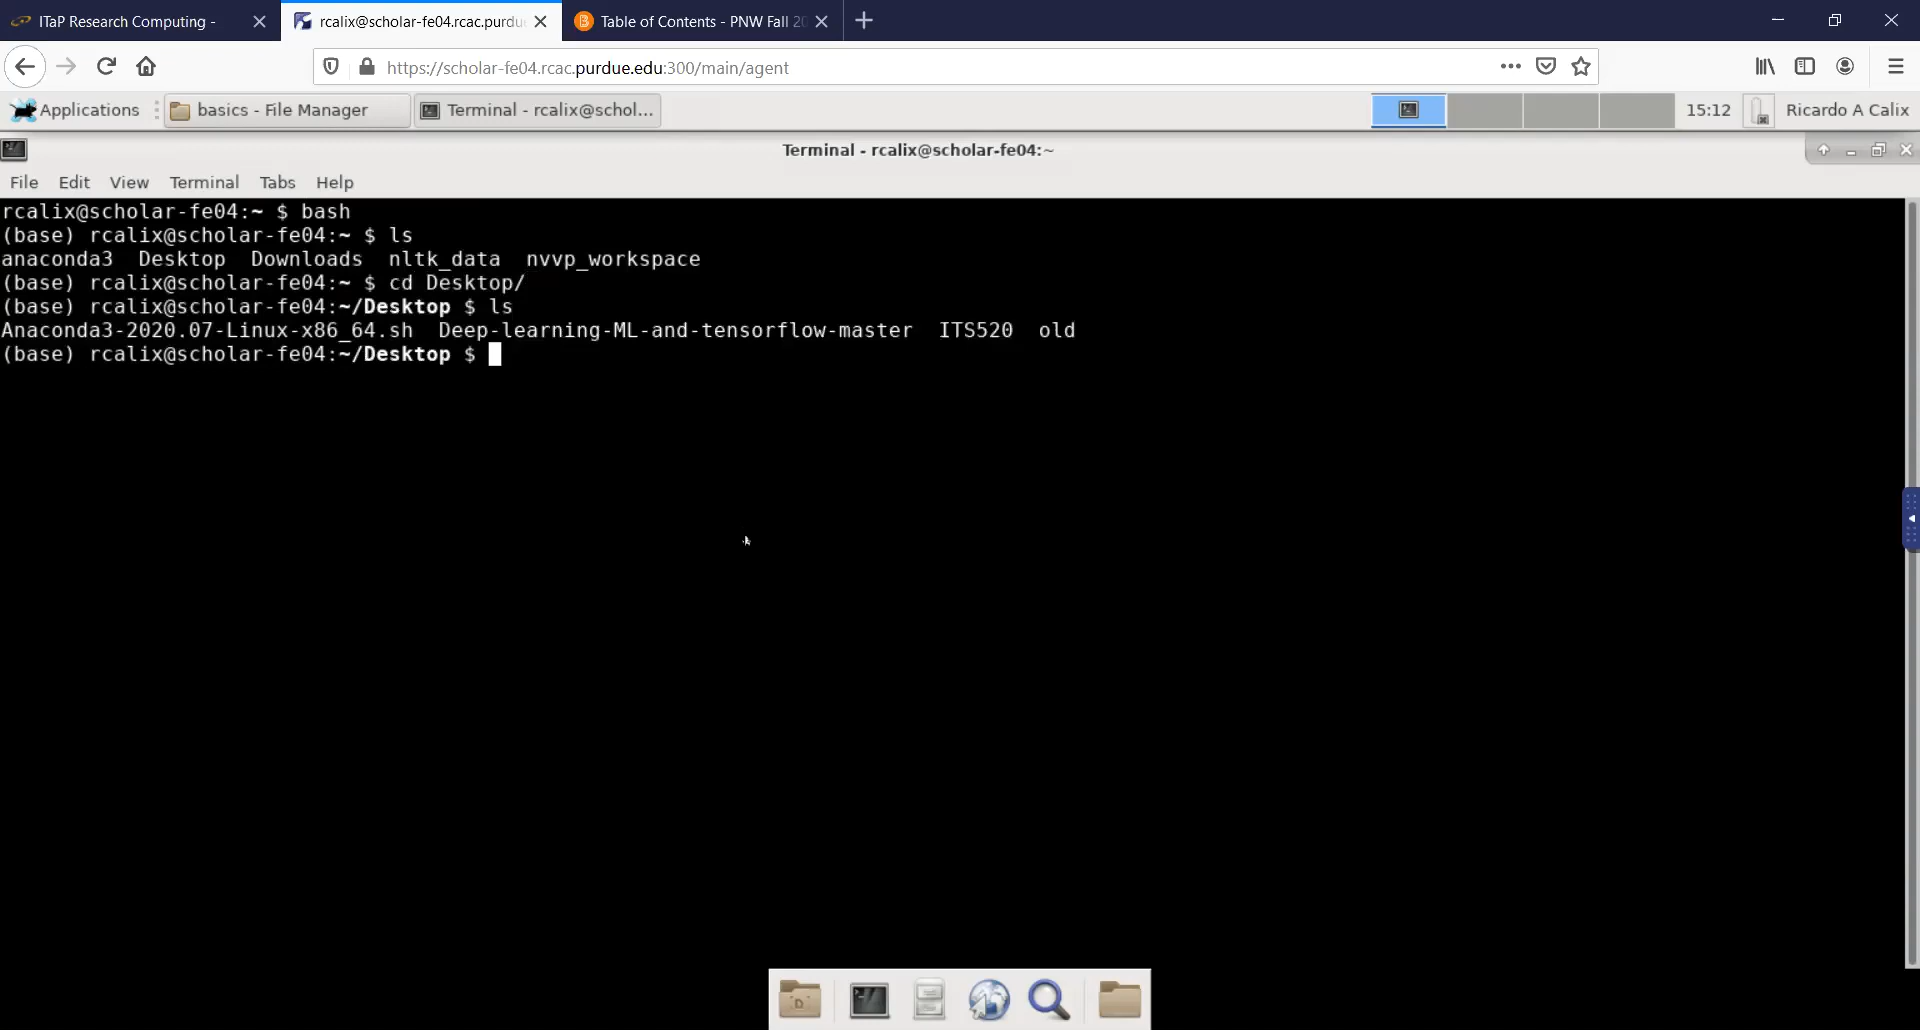 ITaP Research Computing -
rcalix@scholar-fe04.rcac.purdu
Table of Contents - PNW Fall 20
https://scholar-fe04.rcac.purdue.edu:300/main/agent
Applications
basics - File Manager
Terminal - rcalix@schol...
15:12
Ricardo A Calix
Terminal - rcalix@scholar-fe04:~
File Edit View Terminal Tabs Help
rcalix@scholar-fe04:~ $ bash
(base) rcalix@scholar-fe04:~ $ ls
anaconda3 Desktop Downloads nltk_data nvvp_workspace
(base) rcalix@scholar-fe04:~ $ cd Desktop/
(base) rcalix@scholar-fe04:~/Desktop $ ls
Anaconda3-2020.07-Linux-x86_64.sh Deep-learning-ML-and-tensorflow-master ITS520 old
(base) rcalix@scholar-fe04:~/Desktop $